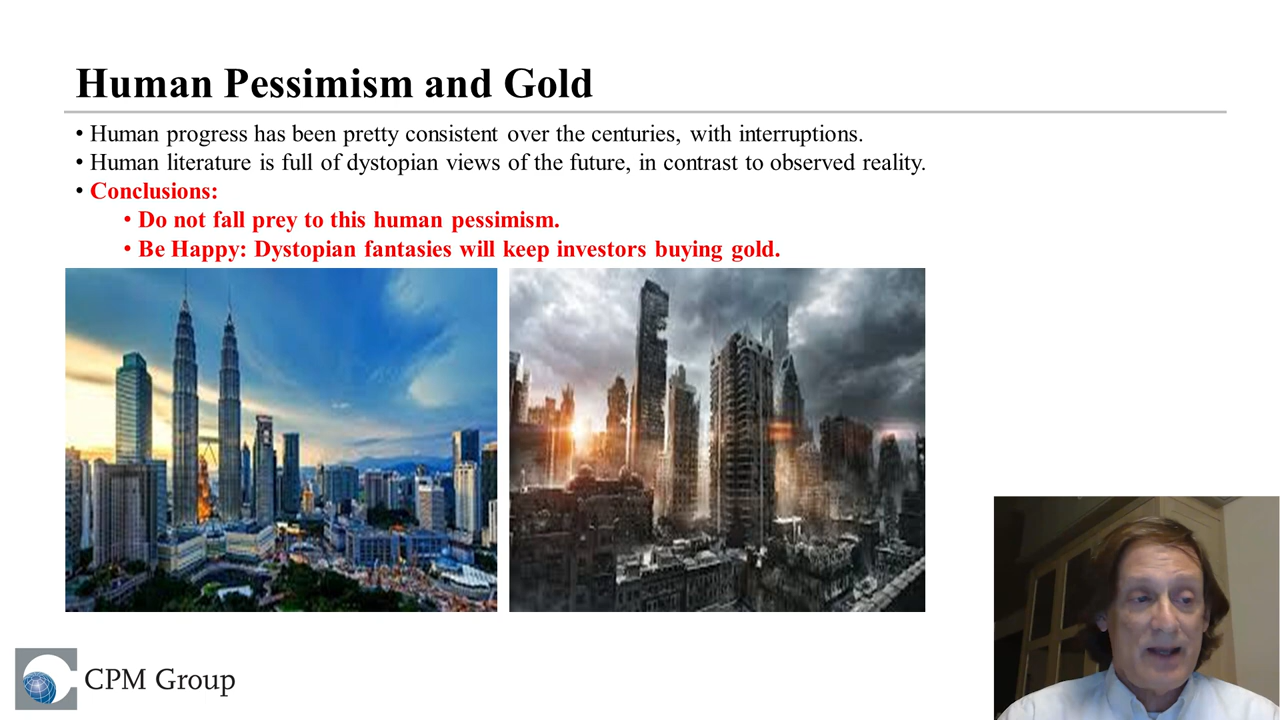 Human Pessimism and Gold
• Human progress has been pretty consistent over the centuries, with interruptions.
• Human literature is full of dystopian views of the future, in contrast to observed reality.
• Conclusions:
• Do not fall prey to this human pessimism.
• Be Happy: Dystopian fantasies will keep investors buying gold.
CPM Group